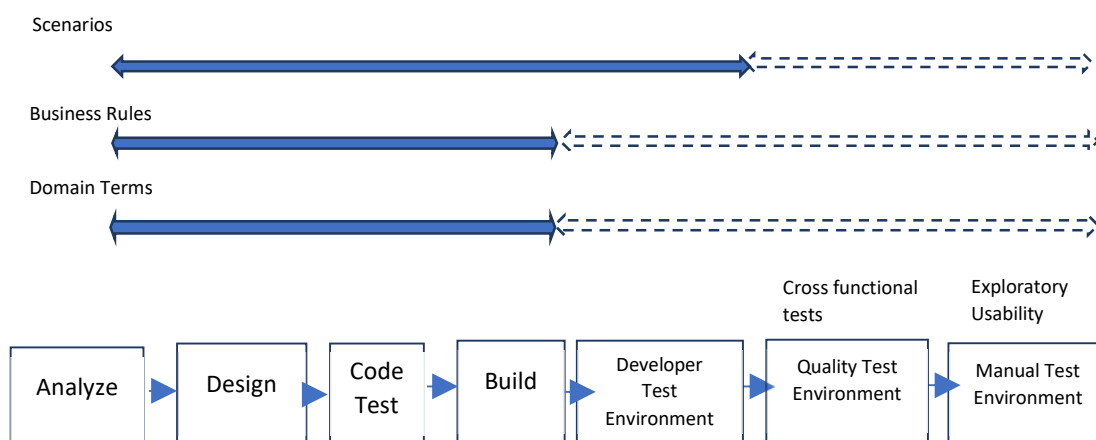 Scenarios
Business Rules
Domain Terms
Cross functional
tests
Exploratory
Usability
Analyze
Design
Code
Test
Build
Developer
Test
Environment
Quality Test
Environment
Manual Test
Environment